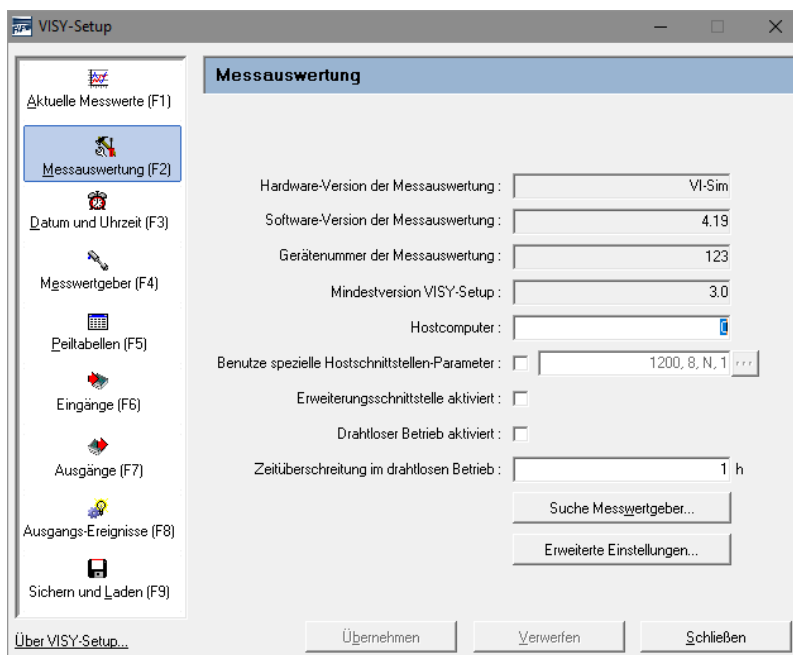 VISY-Setup
Aktuelle Messwerte (F1)
Messauswertung (F2)
Datum und Uhrzeit (F3)
Messwertgeber (F4)
Peiltabellen (F5)
Eingänge (F6)
Ausgänge (F7)
Ausgangs-Ereignisse (F8)
Sichern und Laden (F9)
Über VISY-Setup...
Messauswertung
Hardware-Version der Messauswertung : VI-Sim
Software-Version der Messauswertung : 4.19
Gerätenummer der Messauswertung : 123
Mindestversion VISY-Setup : 3.0
Hostcomputer :
Benutze spezielle Hostschnittstellen-Parameter : 1200, 8, N, 1 ...
Erweiterungsschnittstelle aktiviert :
Drahtloser Betrieb aktiviert :
Zeitüberschreitung im drahtlosen Betrieb : 1 h
Suche Messwertgeber...
Erweiterte Einstellungen...
Übernehmen Verwerfen Schließen